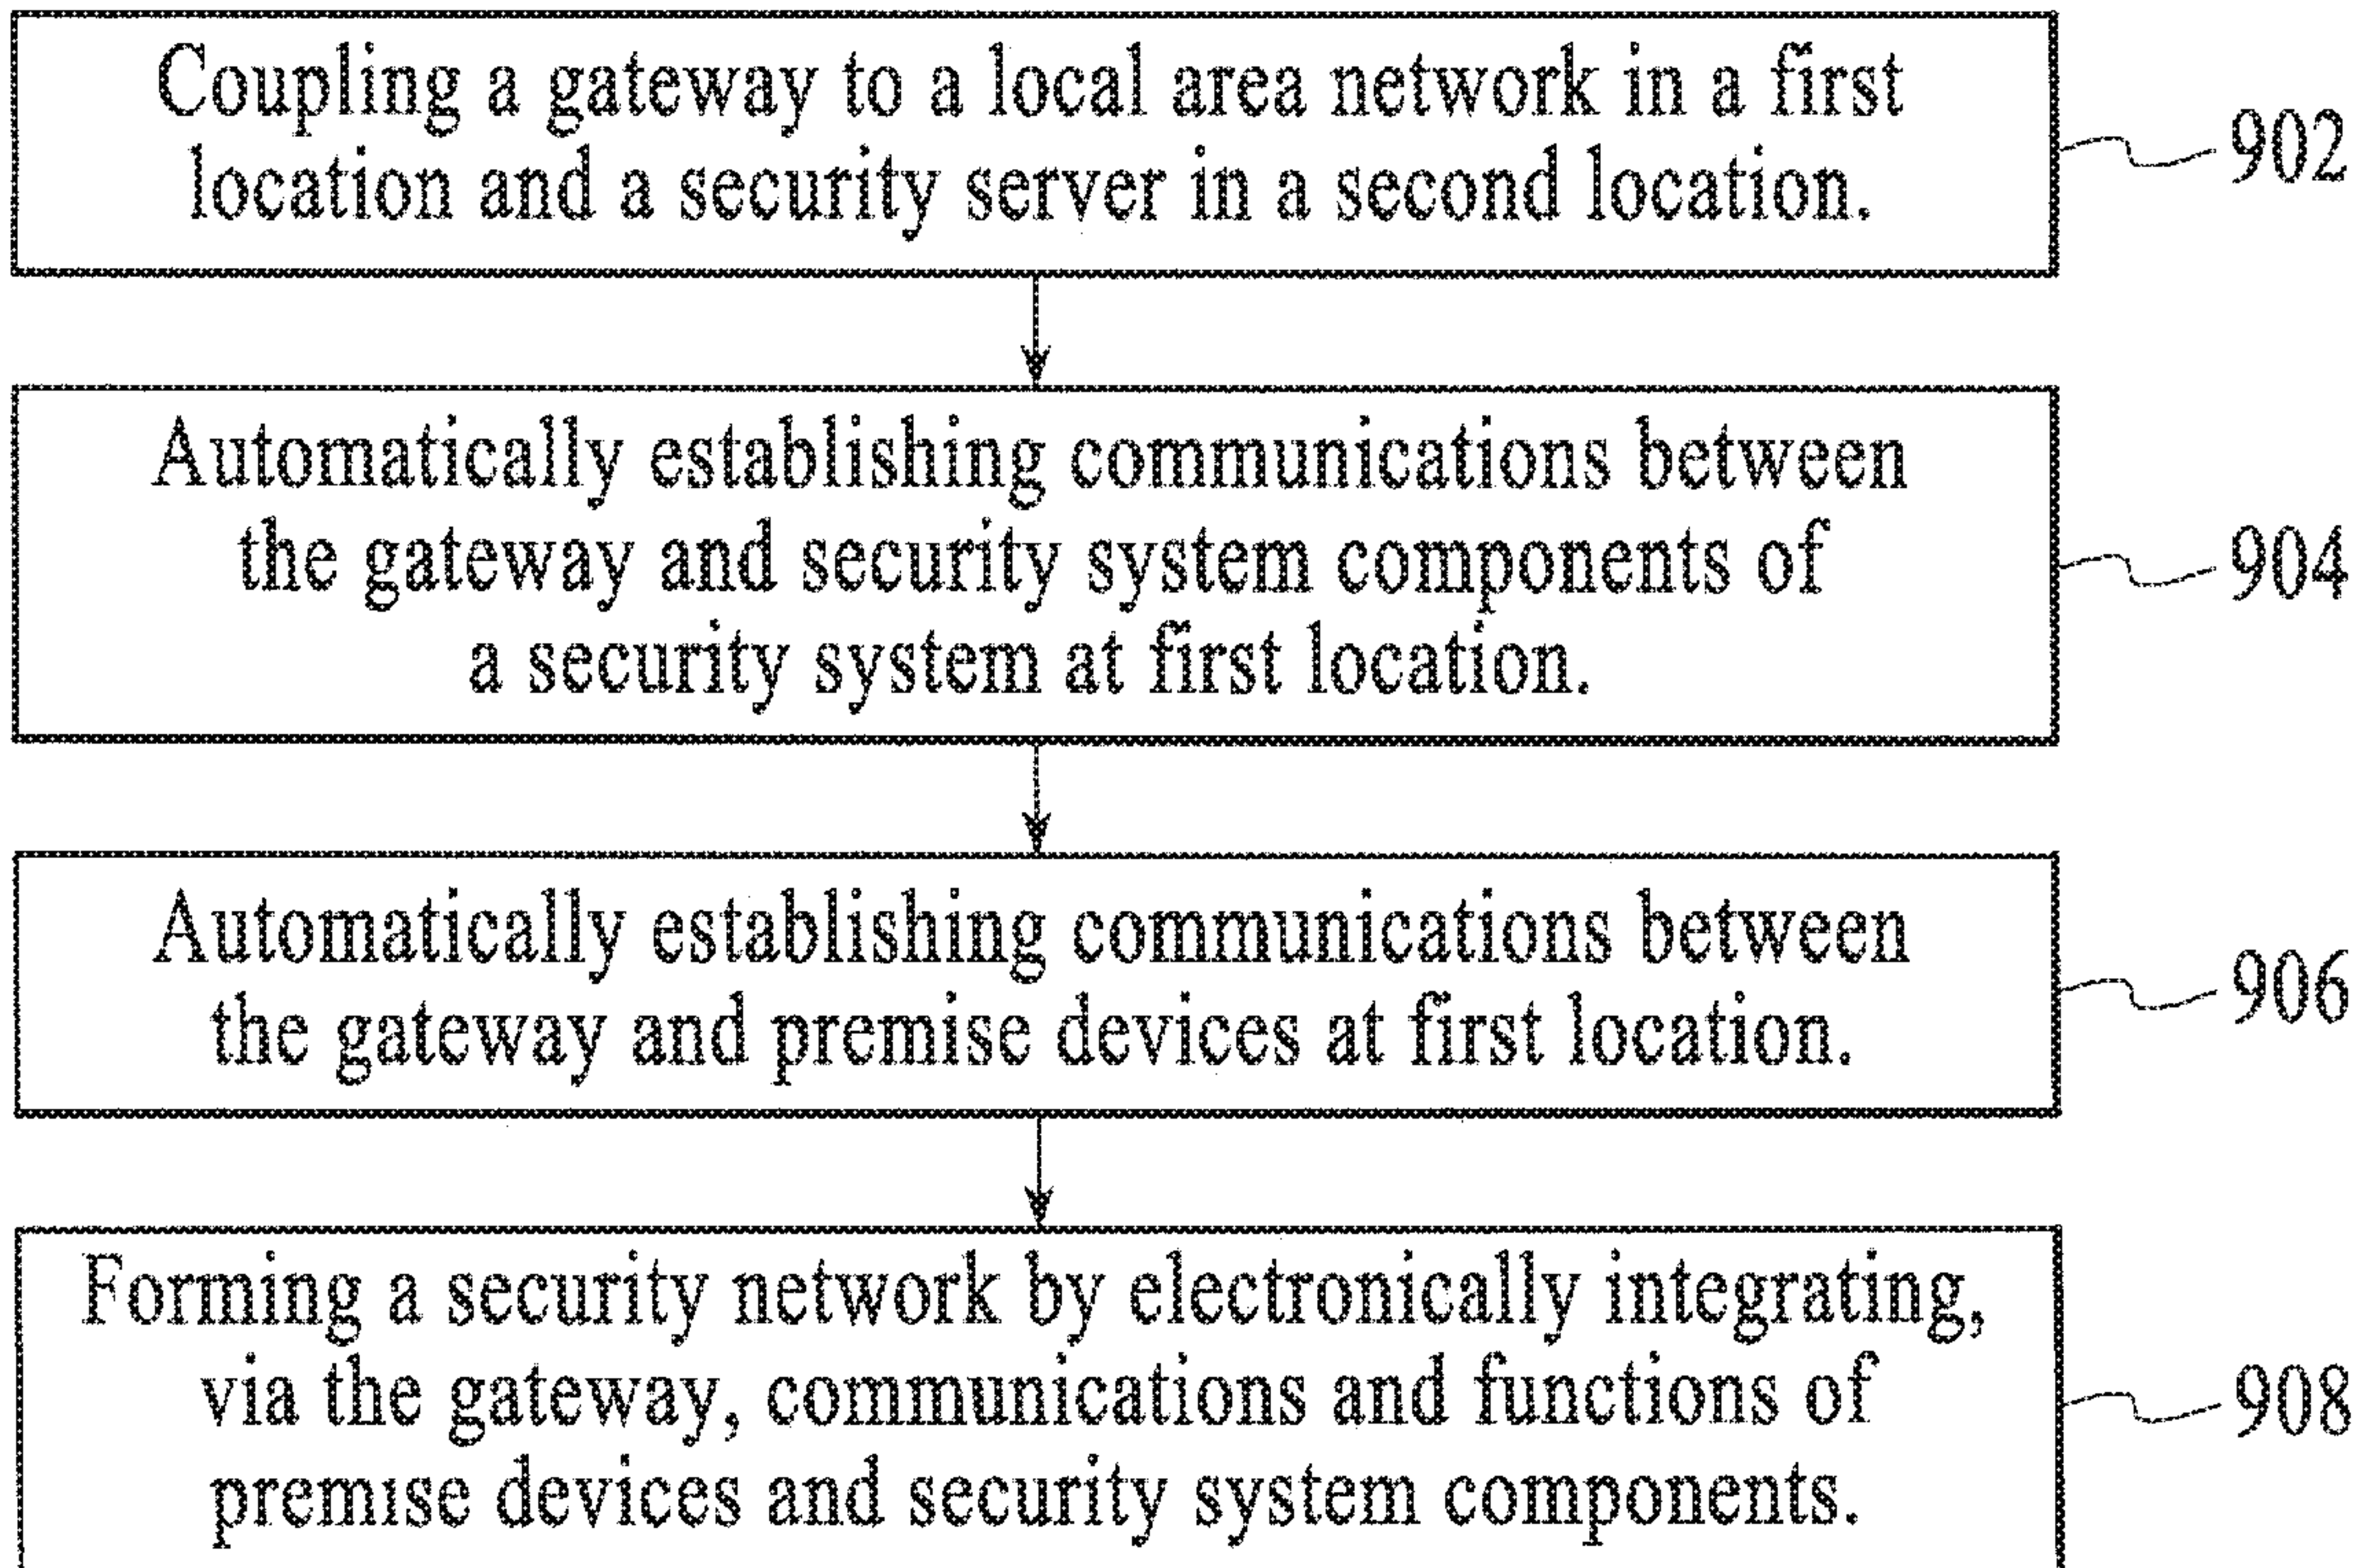 Coupling a gateway to a local area network in a first
location and a security server in a second location.
902
Automatically establishing communications between
the gateway and security system components of
a security system at first location.
904
Automatically establishing communications between
the gateway and premise devices at first location.
906
Forming a security network by electronically integrating,
via the gateway, communications and functions of
premise devices and security system components.
908